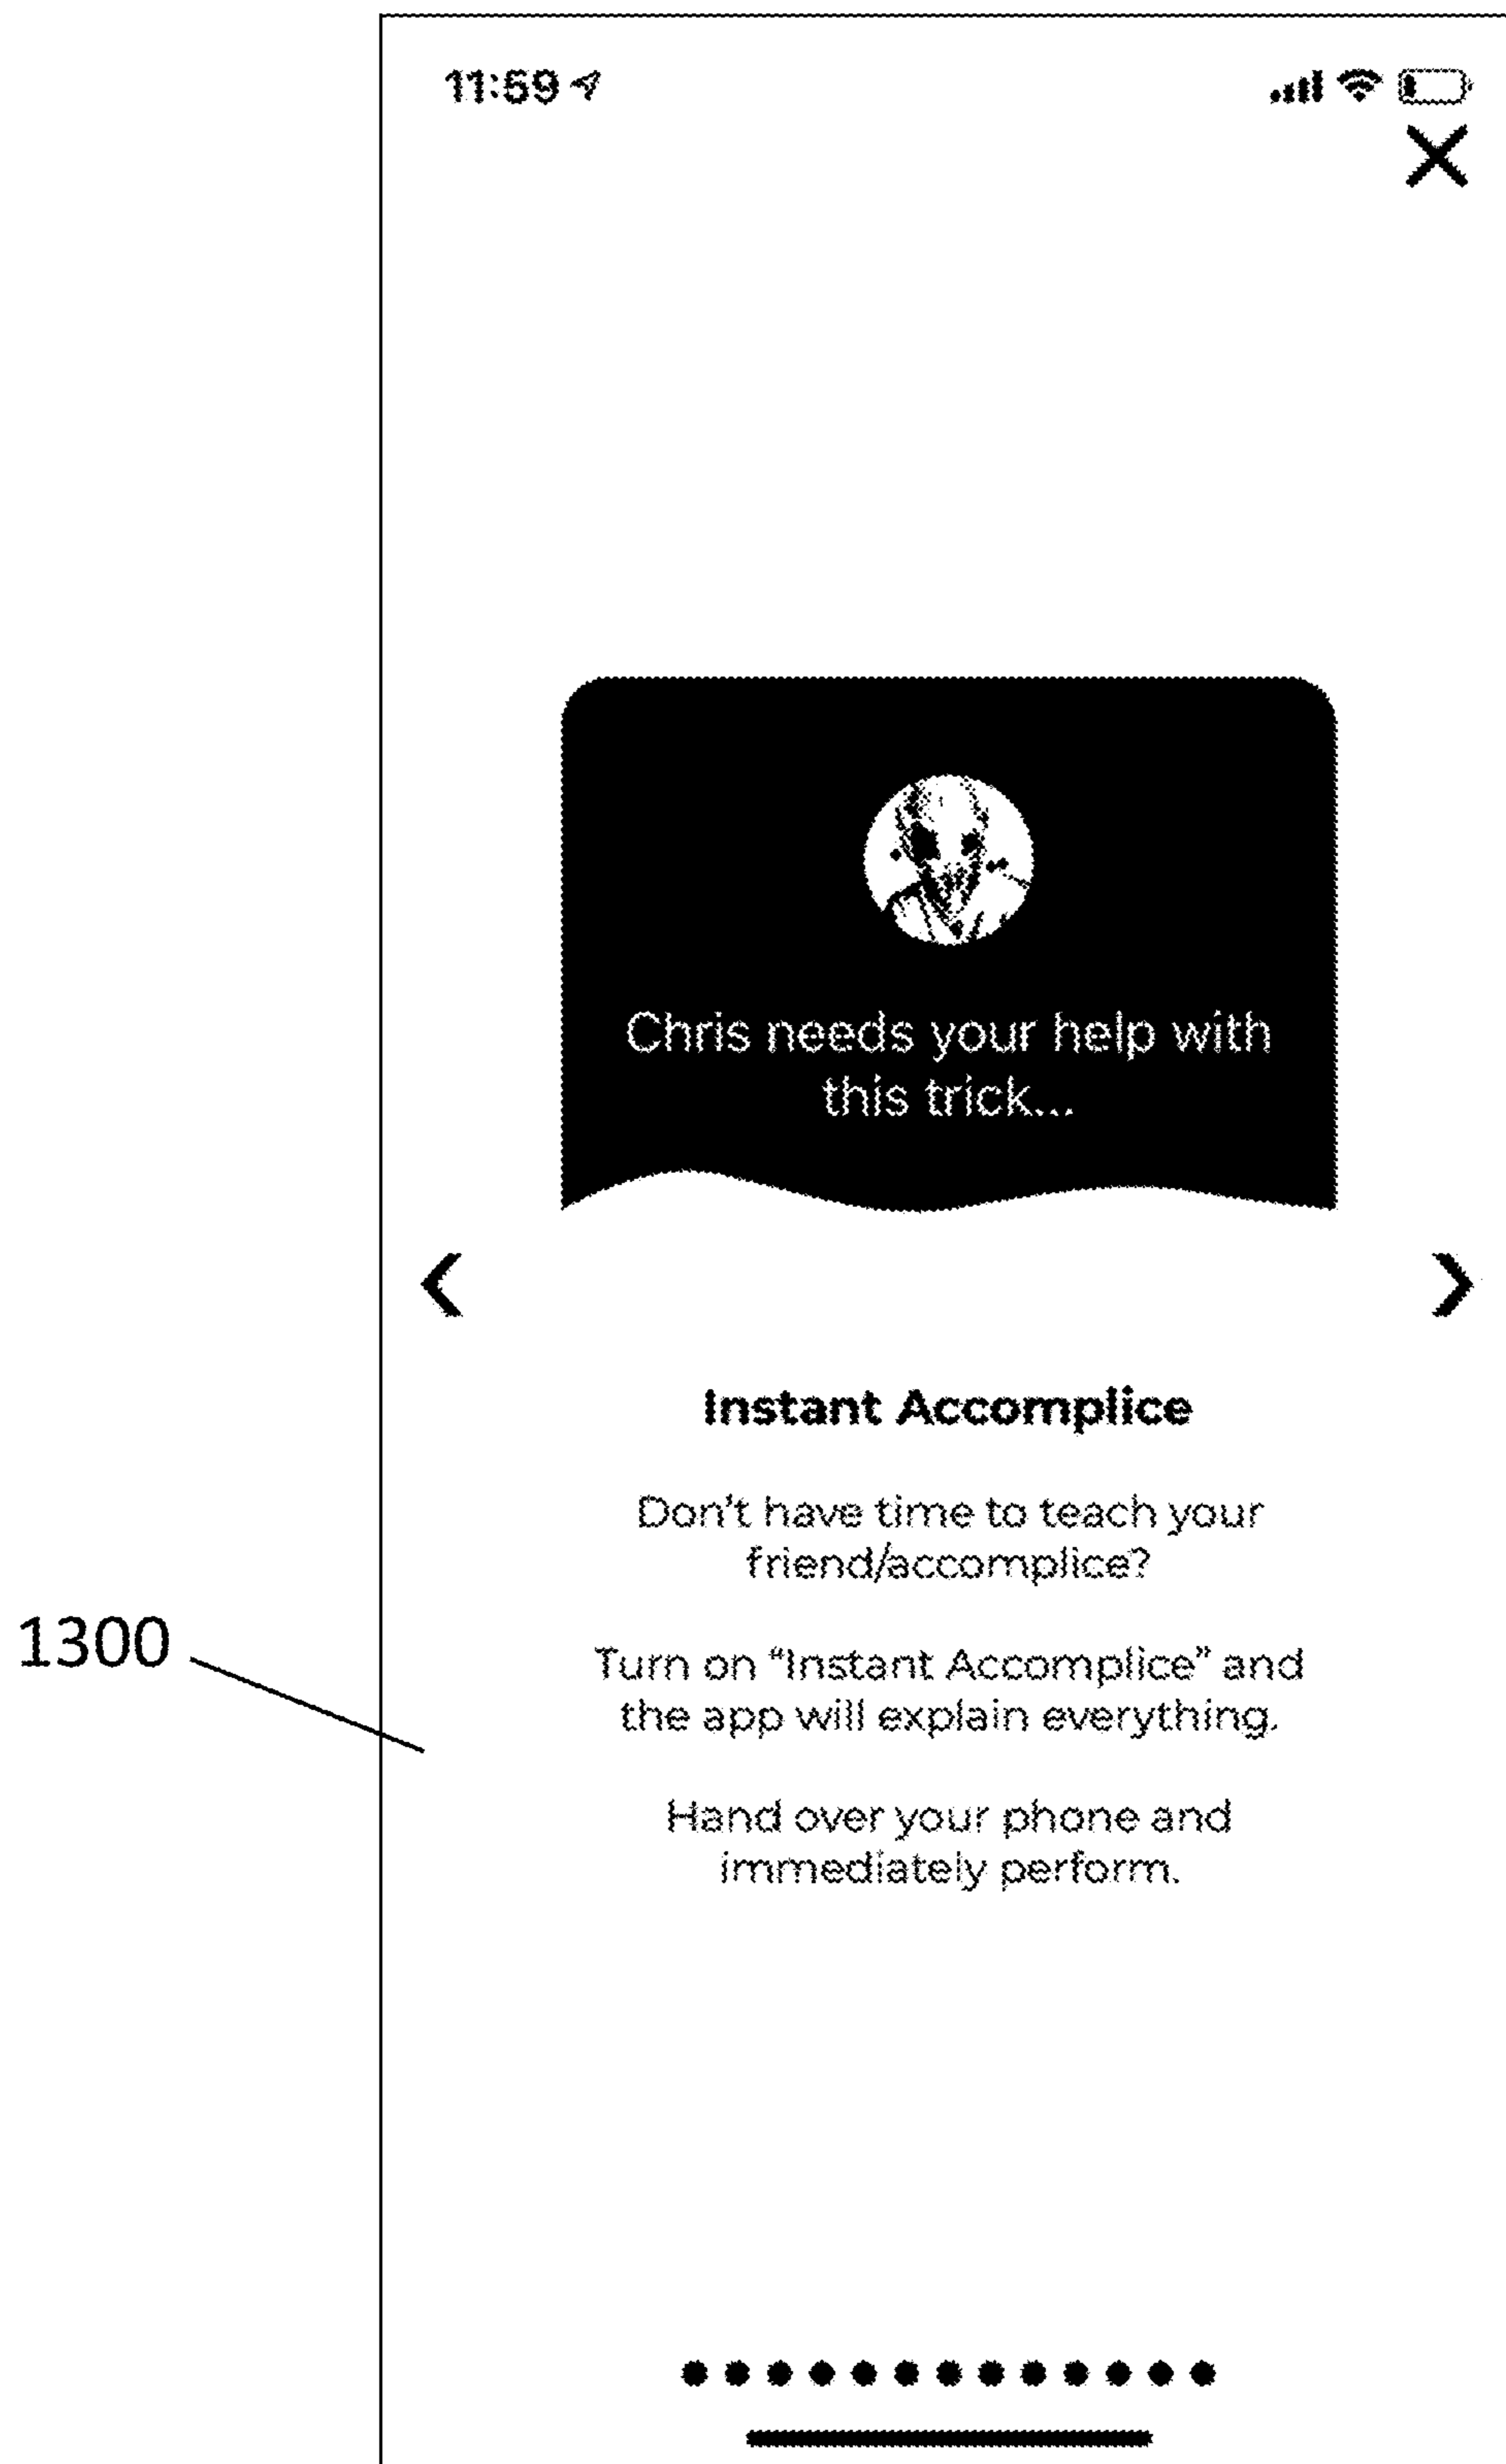 11:59
Chris needs your help with
this trick...
Instant Accomplice
Don't have time to teach your
friend/accomplice?
Turn on “Instant Accomplice” and
the app will explain everything.
1300
Hand over your phone and
immediately perform.